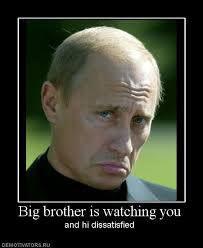 Big brother is watching you
and hi dissatisfied
DEMOTIVATORS.RU